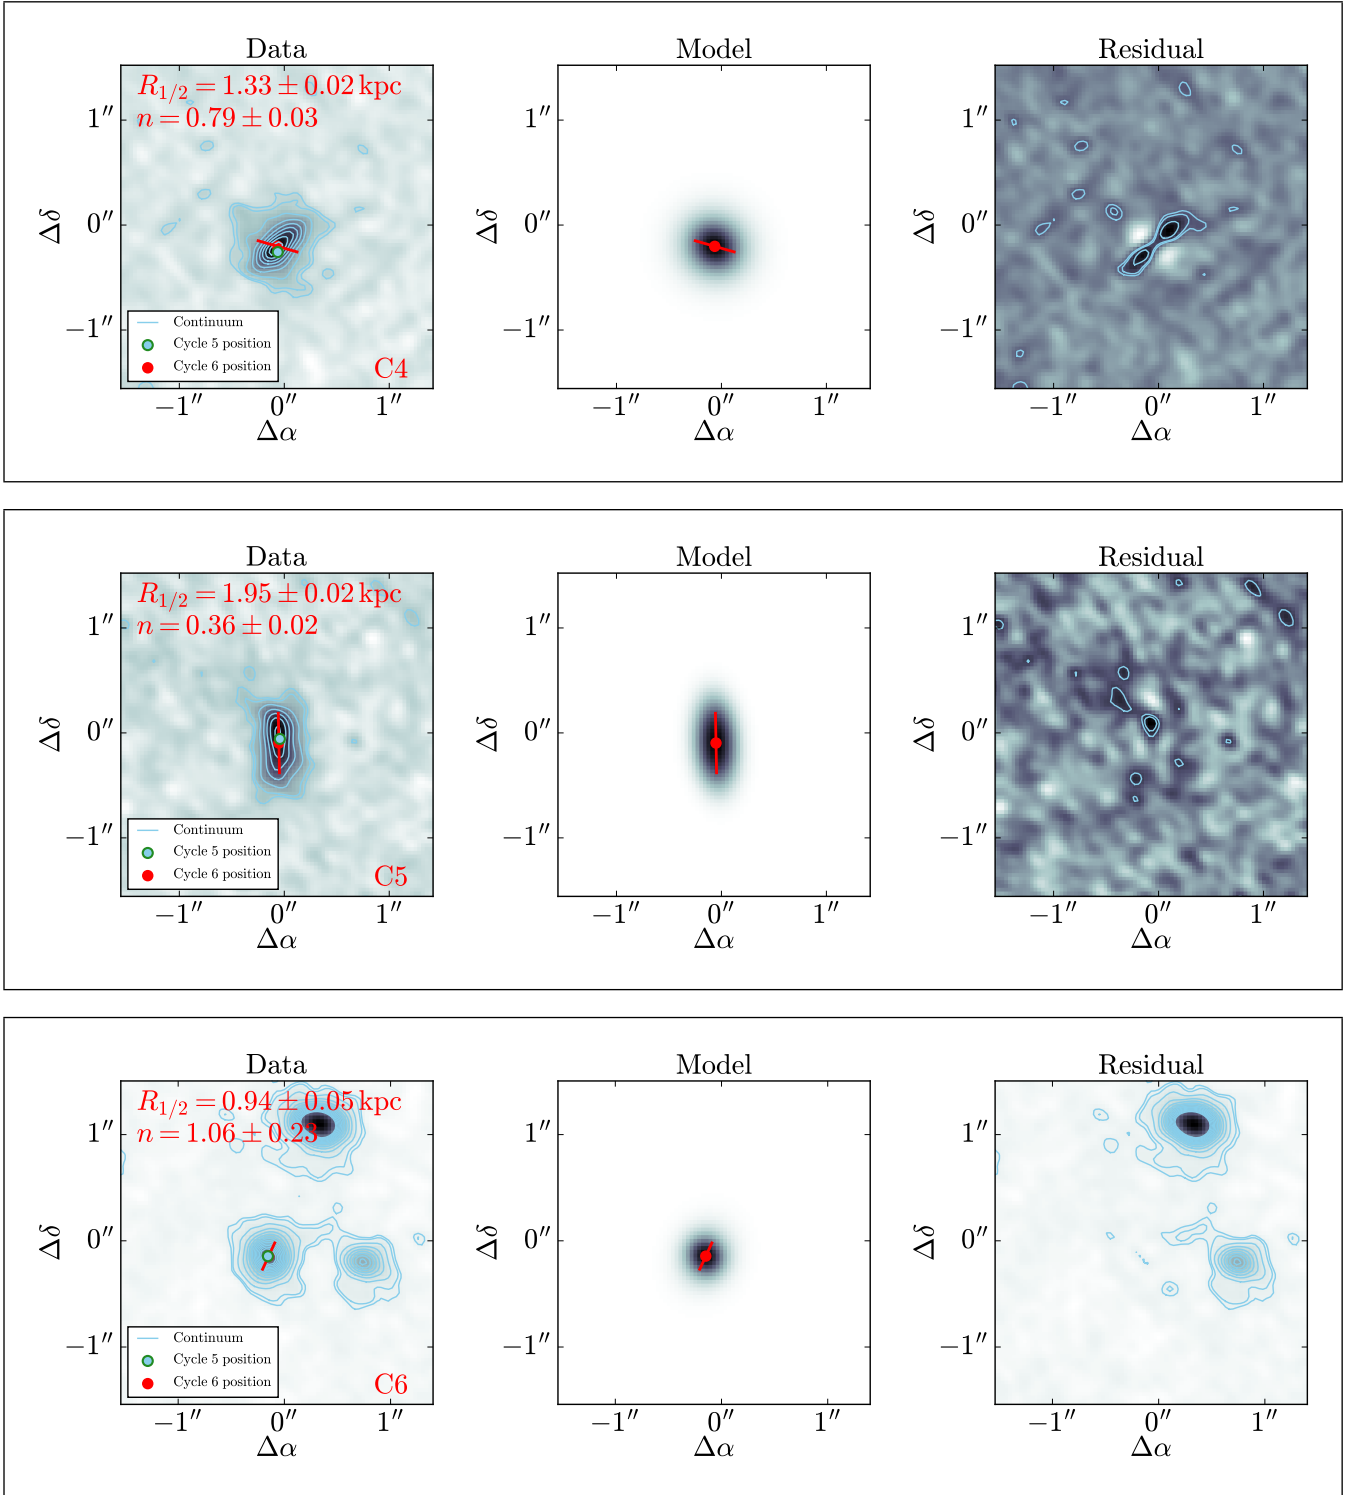 Data Model Residual
R₁/₂ = 1.33 ± 0.02 kpc
n = 0.79 ± 0.03
1″ 1″ 1″
0″ 0″ 0″
−1″ −1″ −1″
Δδ Δδ Δδ
Continuum
Cycle 5 position
Cycle 6 position
C4
−1″ 0″ 1″ −1″ 0″ 1″ −1″ 0″ 1″
Δα Δα Δα
Data Model Residual
R₁/₂ = 1.95 ± 0.02 kpc
n = 0.36 ± 0.02
1″ 1″ 1″
0″ 0″ 0″
−1″ −1″ −1″
Δδ Δδ Δδ
Continuum
Cycle 5 position
Cycle 6 position
C5
−1″ 0″ 1″ −1″ 0″ 1″ −1″ 0″ 1″
Δα Δα Δα
Data Model Residual
R₁/₂ = 0.94 ± 0.05 kpc
n = 1.06 ± 0.23
1″ 1″ 1″
0″ 0″ 0″
−1″ −1″ −1″
Δδ Δδ Δδ
Continuum
Cycle 5 position
Cycle 6 position
C6
−1″ 0″ 1″ −1″ 0″ 1″ −1″ 0″ 1″
Δα Δα Δα